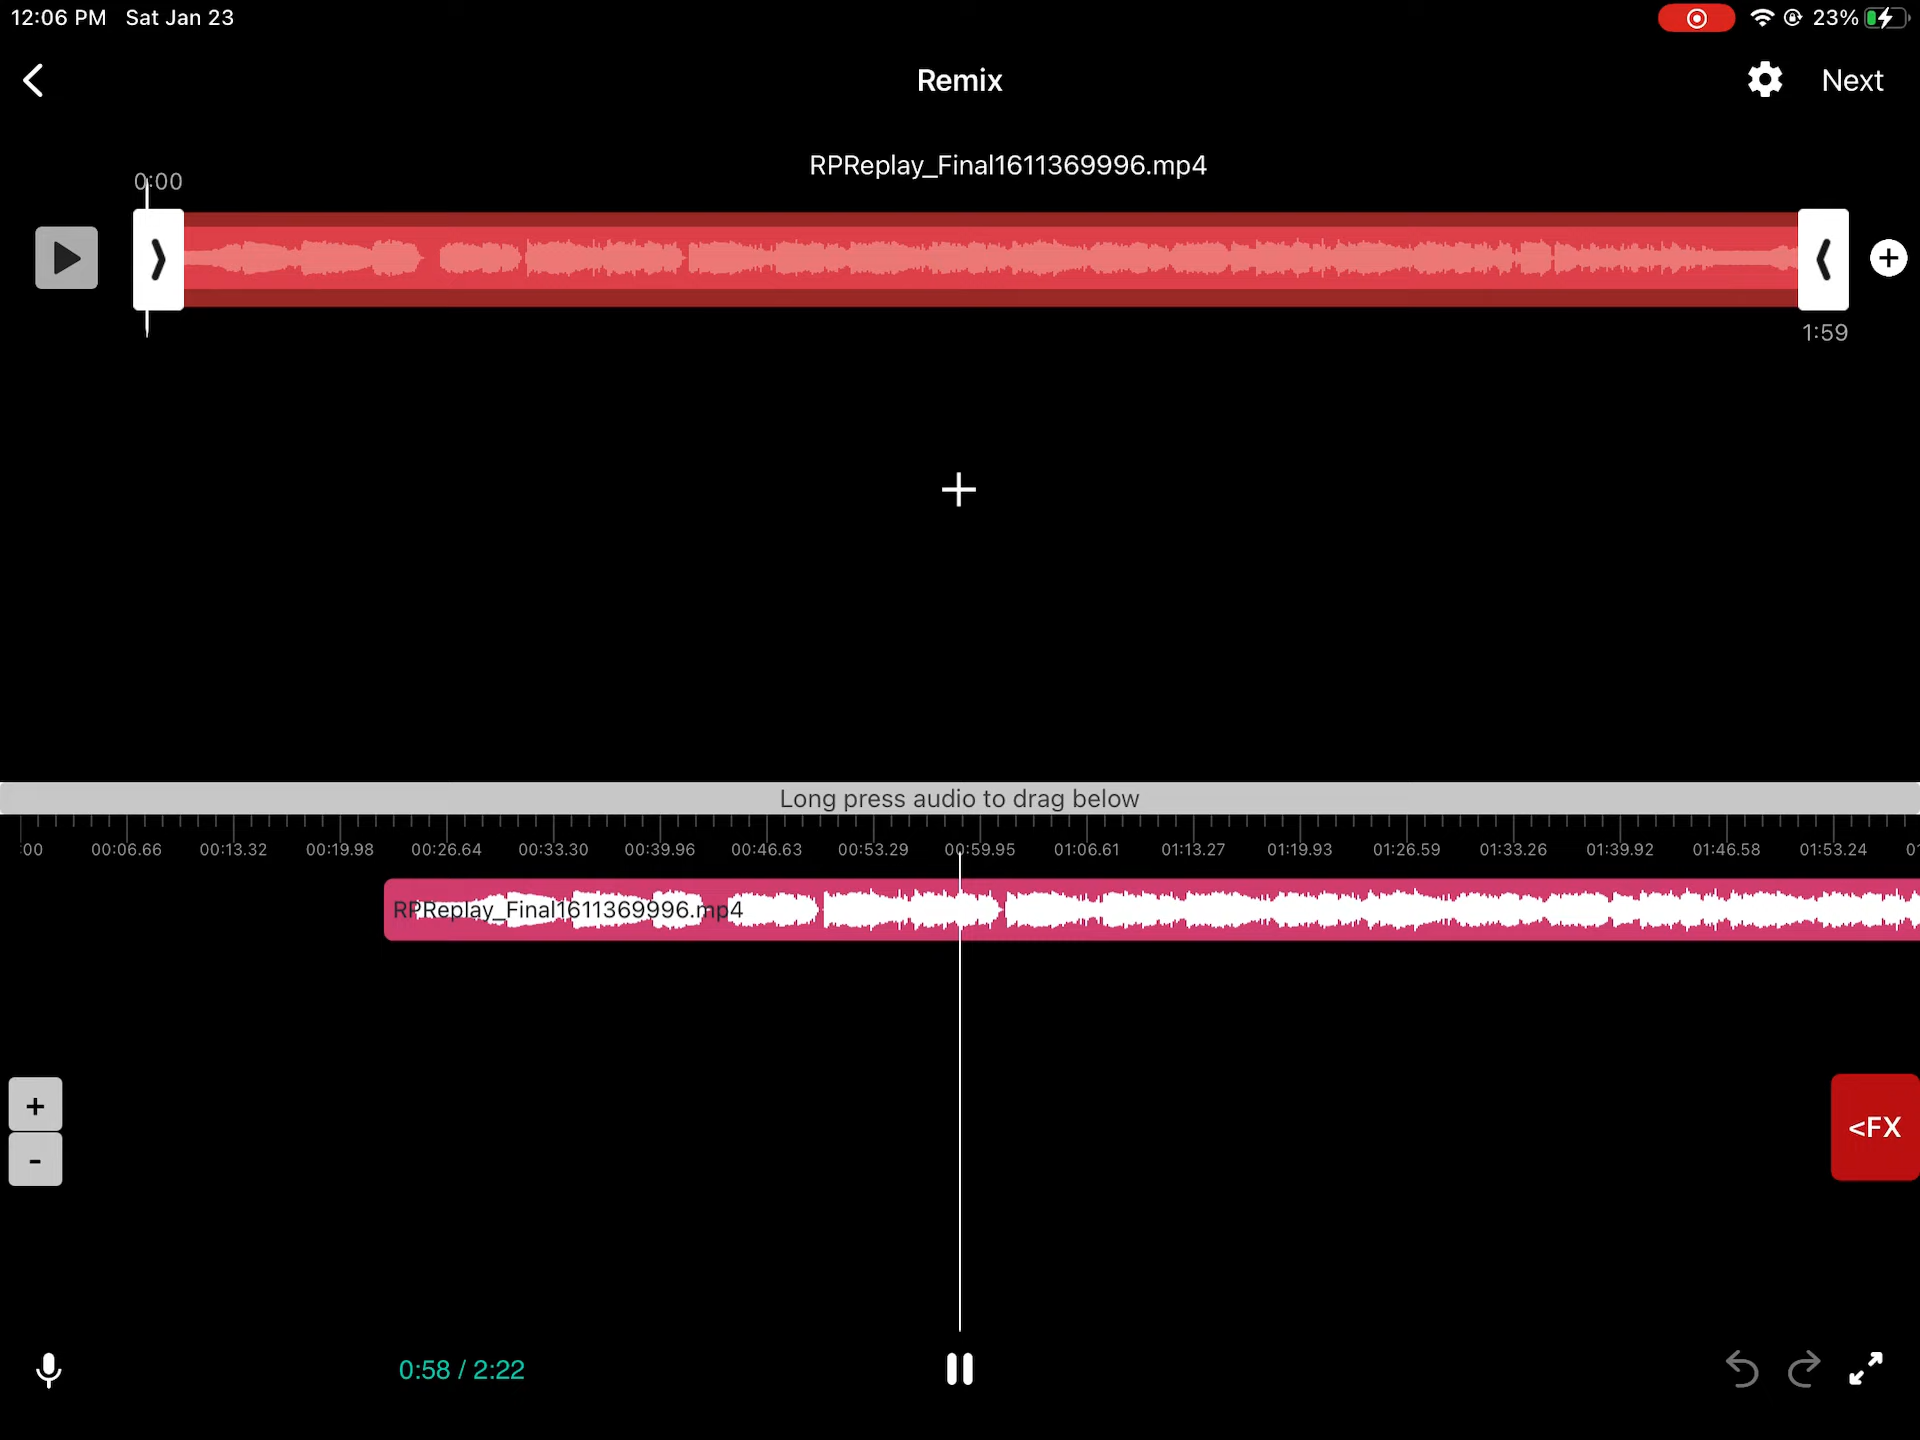 12:06 PM Sat Jan 23
23%
Remix
Next
RPReplay_Final1611369996.mp4
0:00
1:59
Long press audio to drag below
:00 00:06.66 00:13.32 00:19.98 00:26.64 00:33.30 00:39.96 00:46.63 00:53.29 00:59.95 01:06.61 01:13.27 01:19.93 01:26.59 01:33.26 01:39.92 01:46.58 01:53.24
RPReplay_Final1611369996.mp4
+
-
<FX
0:58 / 2:22